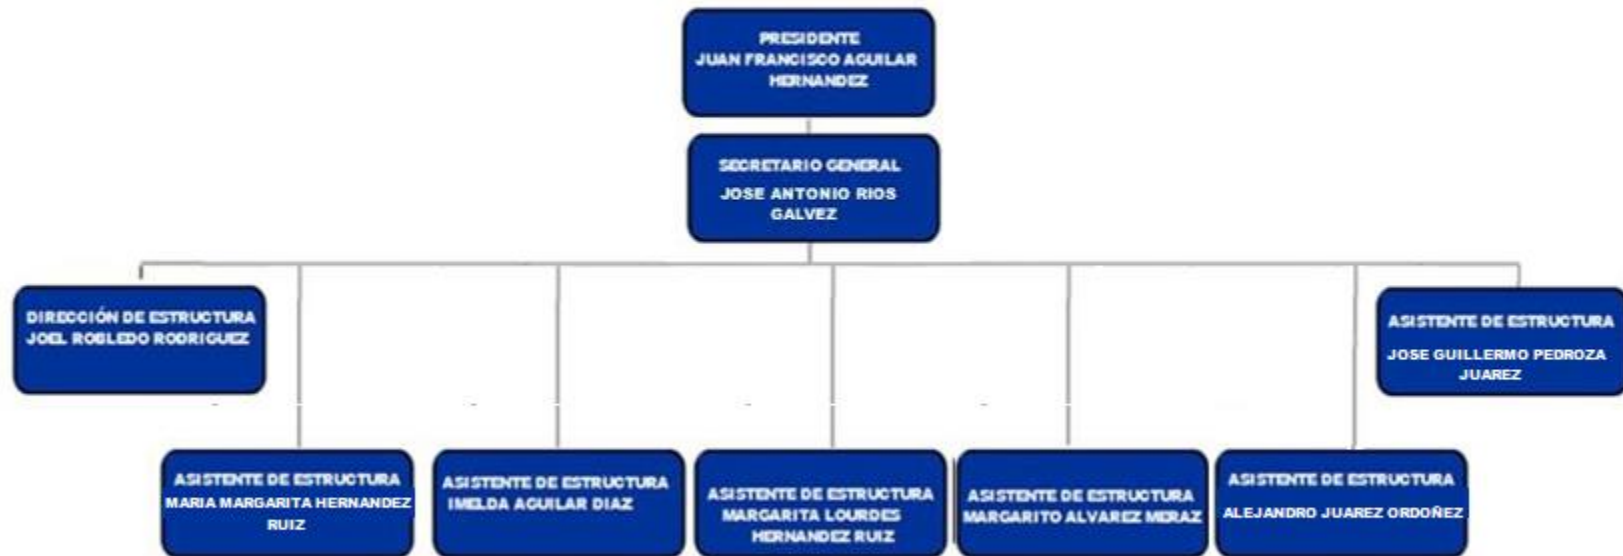 PRESIDENTE
JUAN FRANCISCO AGUILAR
HERNANDEZ
SECRETARIO GENERAL
JOSE ANTONIO RIOS
GALVEZ
DIRECCIÓN DE ESTRUCTURA
JOEL ROBLEDO RODRIGUEZ
ASISTENTE DE ESTRUCTURA
JOSE GUILLERMO PEDROZA
JUAREZ
ASISTENTE DE ESTRUCTURA
MARIA MARGARITA HERNANDEZ
RUIZ
ASISTENTE DE ESTRUCTURA
IMELDA AGUILAR DIAZ
ASISTENTE DE ESTRUCTURA
MARGARITA LOURDES
HERNANDEZ RUIZ
ASISTENTE DE ESTRUCTURA
MARGARITO ALVAREZ MERAZ
ASISTENTE DE ESTRUCTURA
ALEJANDRO JUAREZ ORDOÑEZ